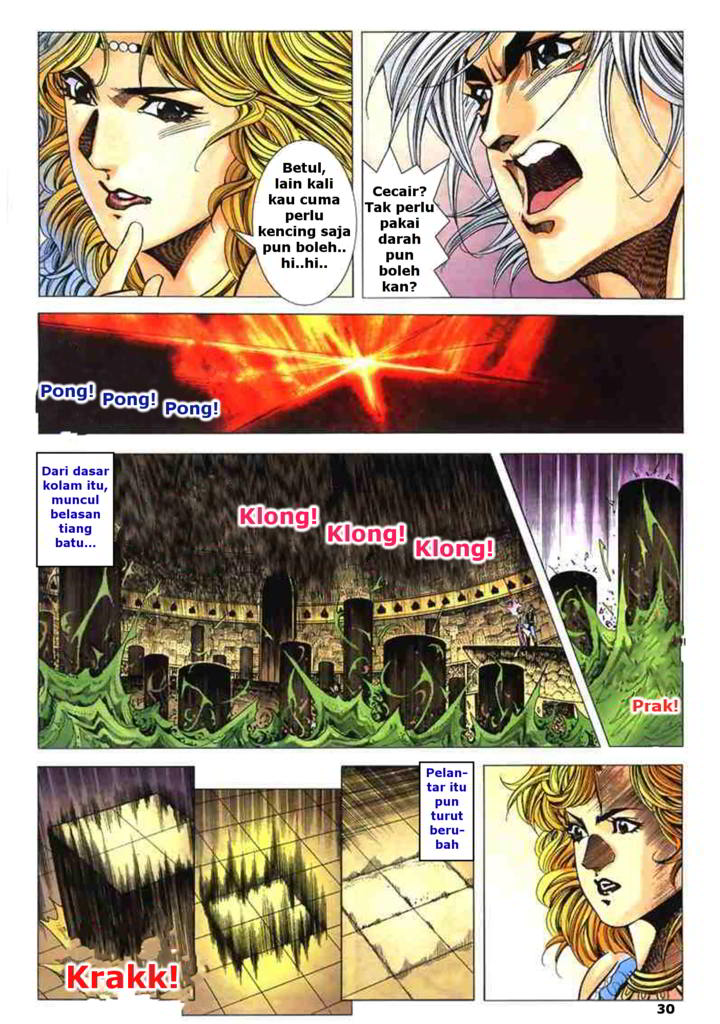 Betul,
lain kali
kau cuma
perlu
kencing saja
pun boleh..
hi..hi..
Cecair?
Tak perlu
pakai
darah
pun
boleh
kan?
Pong!
Pong!
Pong!
Dari dasar
kolam itu,
muncul
belasan
tiang
batu...
Klong!
Klong!
Klong!
Prak!
Pelan-
tar itu
pun
turut
beru-
bah
Krakk!
30